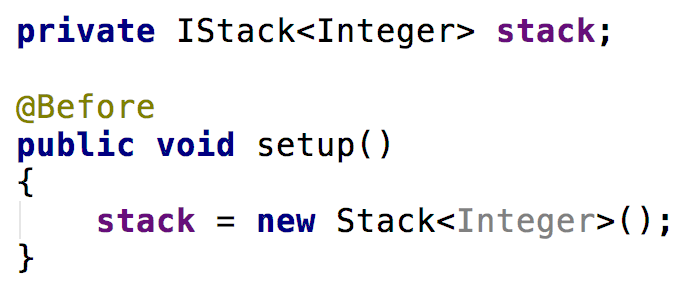 private IStack<Integer> stack;
@Before
public void setup()
{
stack = new Stack<Integer>();
}